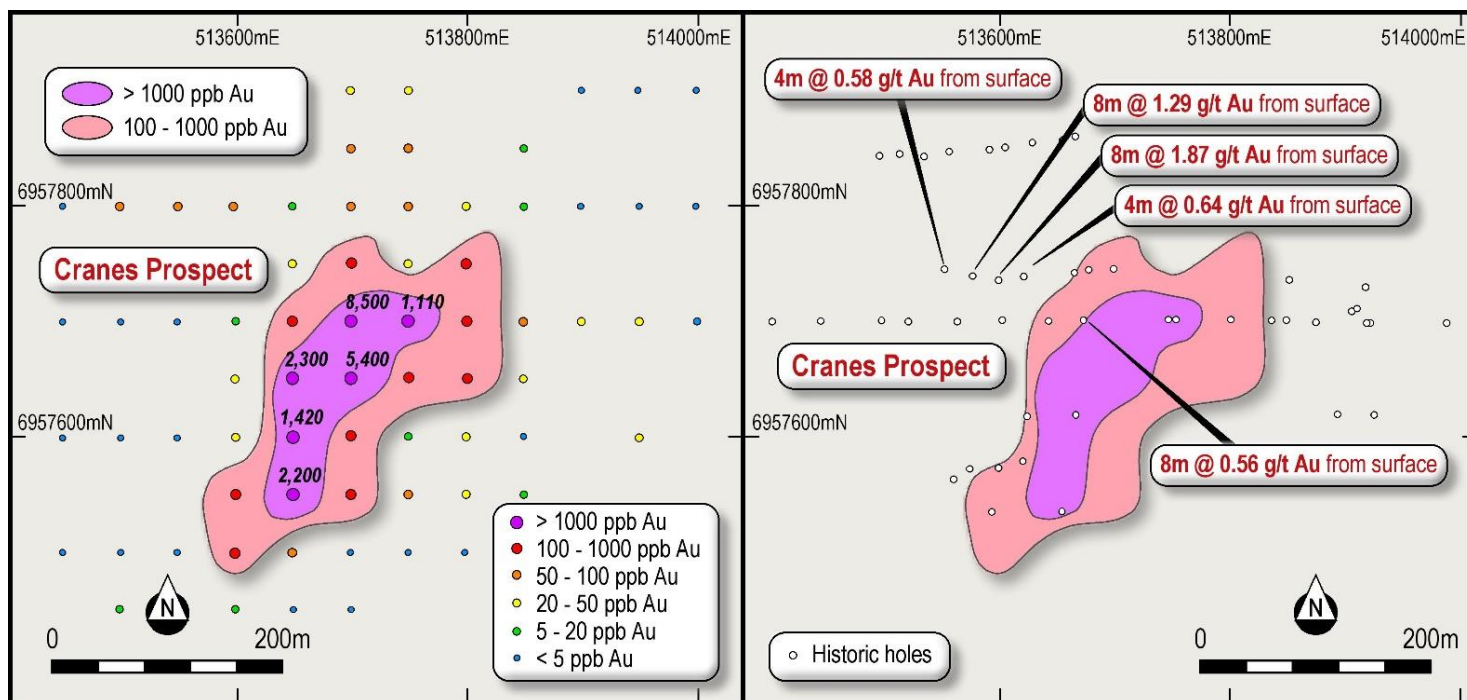 513600mE
513800mE
514000mE
> 1000 ppb Au
100 - 1000 ppb Au
6957800mN
Cranes Prospect
8,500
1,110
2,300
5,400
6957600mN
1,420
2,200
> 1000 ppb Au
100 - 1000 ppb Au
50 - 100 ppb Au
20 - 50 ppb Au
5 - 20 ppb Au
< 5 ppb Au
N
0
200m
513600mE
513800mE
514000mE
4m @ 0.58 g/t Au from surface
8m @ 1.29 g/t Au from surface
8m @ 1.87 g/t Au from surface
6957800mN
4m @ 0.64 g/t Au from surface
Cranes Prospect
6957600mN
8m @ 0.56 g/t Au from surface
Historic holes
N
0
200m